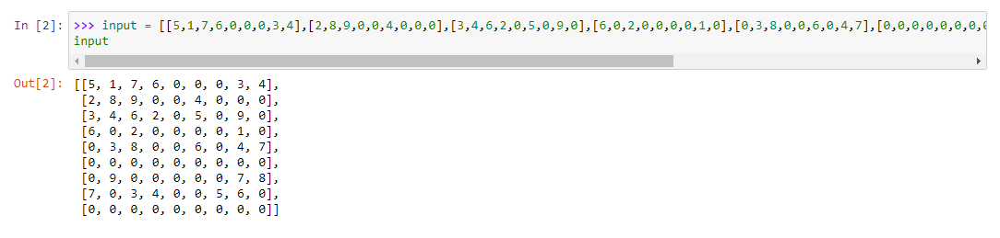 In [2]: >>> input = [[5,1,7,6,0,0,0,3,4],[2,8,9,0,0,4,0,0,0],[3,4,6,2,0,5,0,9,0],[6,0,2,0,0,0,0,1,0],[0,3,8,0,0,6,0,4,7],[0,0,0,0,0,0,0,0
input
Out[2]: [[5, 1, 7, 6, 0, 0, 0, 3, 4],
[2, 8, 9, 0, 0, 4, 0, 0, 0],
[3, 4, 6, 2, 0, 5, 0, 9, 0],
[6, 0, 2, 0, 0, 0, 0, 1, 0],
[0, 3, 8, 0, 0, 6, 0, 4, 7],
[0, 0, 0, 0, 0, 0, 0, 0, 0],
[0, 9, 0, 0, 0, 0, 0, 7, 8],
[7, 0, 3, 4, 0, 0, 5, 6, 0],
[0, 0, 0, 0, 0, 0, 0, 0, 0]]